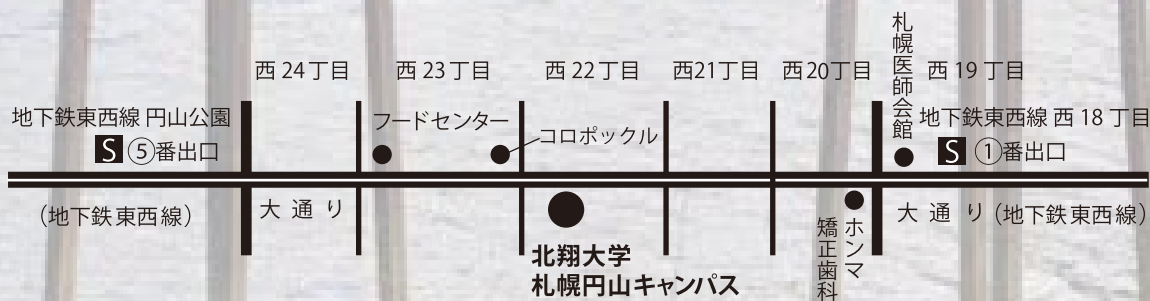 西24丁目
西23丁目
西22丁目
西21丁目
西20丁目
札幌医師会館
西19丁目
地下鉄東西線 円山公園
S ⑤番出口
フードセンター
コロポックル
地下鉄東西線 西18丁目
S ①番出口
(地下鉄東西線)
大通り
北翔大学
札幌円山キャンパス
ホンマ
矯正歯科
大通り(地下鉄東西線)